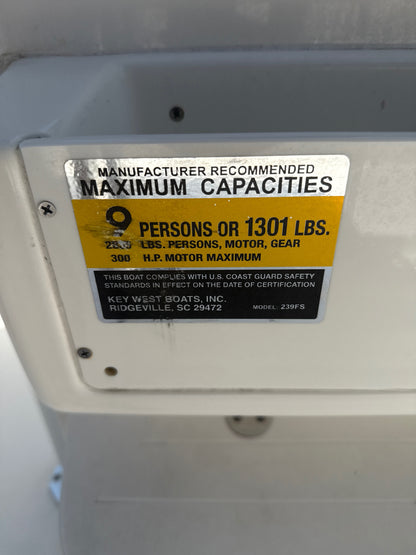 MANUFACTURER RECOMMENDED
MAXIMUM CAPACITIES
9 PERSONS OR 1301 LBS.
LBS. PERSONS, MOTOR, GEAR
300 H.P. MOTOR MAXIMUM
THIS BOAT COMPLIES WITH U.S. COAST GUARD SAFETY
STANDARDS IN EFFECT ON THE DATE OF CERTIFICATION
KEY WEST BOATS, INC.
RIDGEVILLE, SC 29472 MODEL: 239FS